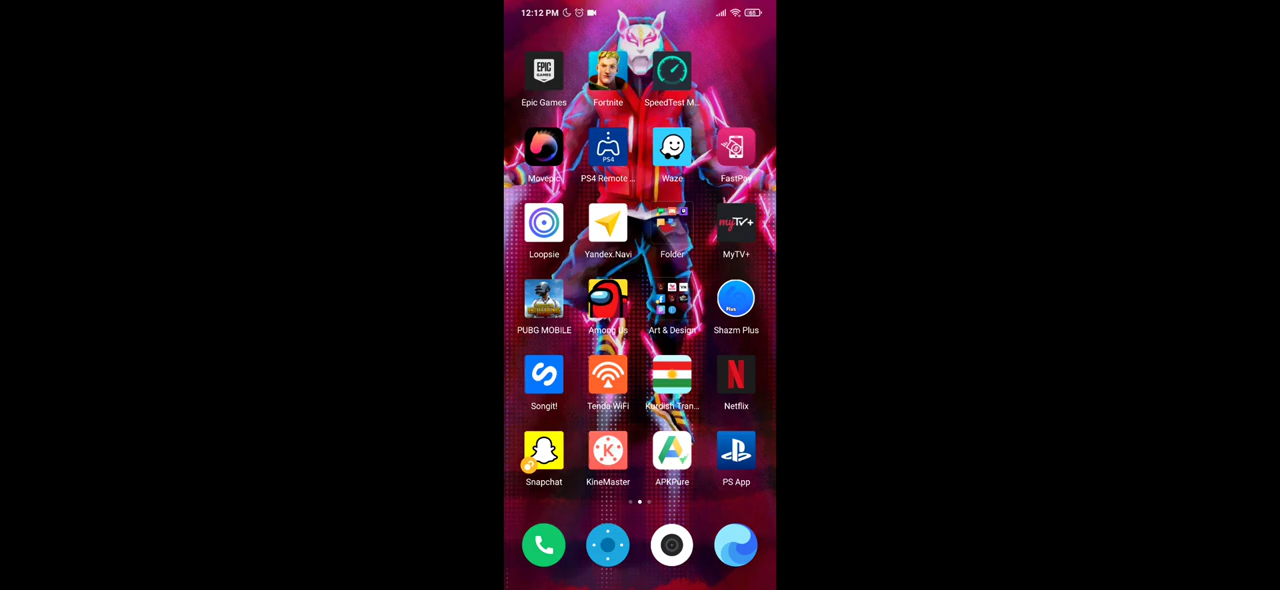 12:12 PM
68
EPIC
GAMES
Epic Games
Fortnite
SpeedTest M...
Movepic
PS4
PS4 Remote ...
Waze
FastPay
Loopsie
Yandex.Navi
Folder
myTV+
MyTV+
PUBG MOBILE
Among Us
Art & Design
Plus
Shazm Plus
Songit!
Tenda WiFi
Kurdish Tran...
Netflix
Snapchat
KineMaster
APKPure
PS App